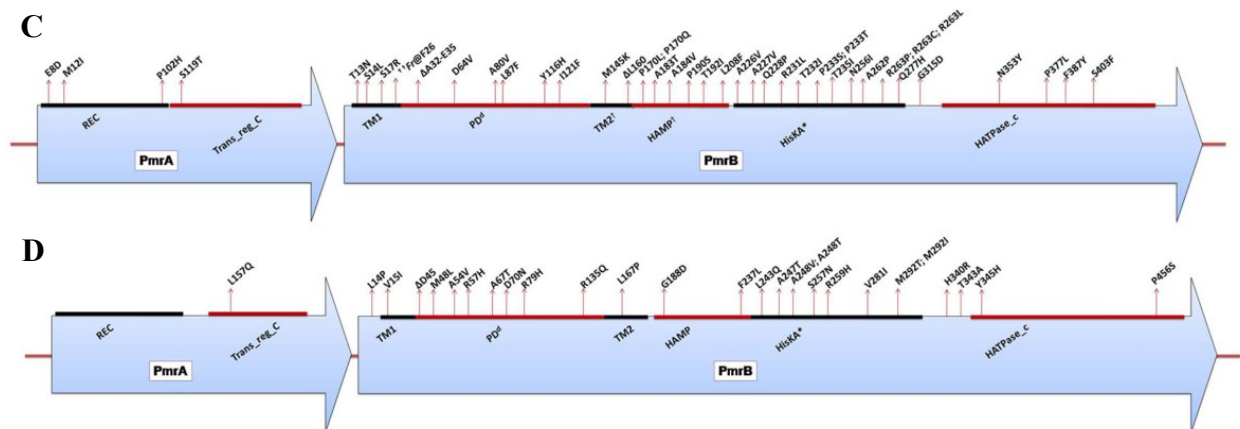 C
E8D
M12I
P102H
S119T
T13N
S14L
S17R
↑Fr@F26
ΔA32-E35
D64V
A80V
L87F
Y116H
I121F
M145K
ΔL160
P170L; P170Q
A183T
A184V
P190S
T192I
L208F
A226V
A227V
Q228P
R231L
T232I
P233S; P233T
T235I
N256I
A262P
R263P; R263C; R263L
Q277H
G315D
N353Y
P377L
F387Y
S403F
REC
Trans_reg_C
TM1
PDᵈ
TM2†
HAMP†
HisKA*
HATPase_c
PmrA
PmrB
D
L157Q
L14P
V15I
ΔD45
M48L
A54V
R57H
A67T
D70N
R79H
R135Q
L167P
G188D
F237L
L243Q
A247T
A248V; A248T
S257N
R259H
V281I
M292T; M292I
H340R
T343A
Y345H
P456S
REC
Trans_reg_C
TM1
PDᵈ
TM2
HAMP
HisKA*
HATPase_c
PmrA
PmrB